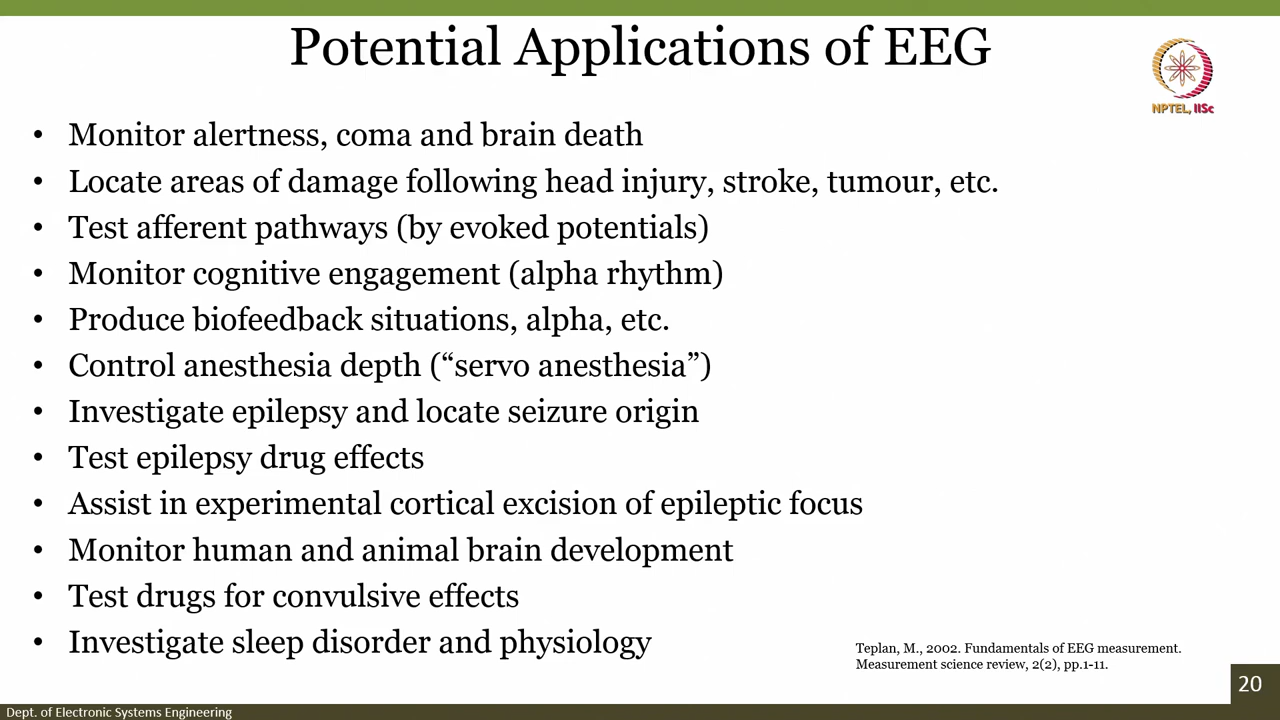 Potential Applications of EEG
NPTEL, IISc
• Monitor alertness, coma and brain death
• Locate areas of damage following head injury, stroke, tumour, etc.
• Test afferent pathways (by evoked potentials)
• Monitor cognitive engagement (alpha rhythm)
• Produce biofeedback situations, alpha, etc.
• Control anesthesia depth (“servo anesthesia”)
• Investigate epilepsy and locate seizure origin
• Test epilepsy drug effects
• Assist in experimental cortical excision of epileptic focus
• Monitor human and animal brain development
• Test drugs for convulsive effects
• Investigate sleep disorder and physiology
Teplan, M., 2002. Fundamentals of EEG measurement.
Measurement science review, 2(2), pp.1-11.
20
Dept. of Electronic Systems Engineering